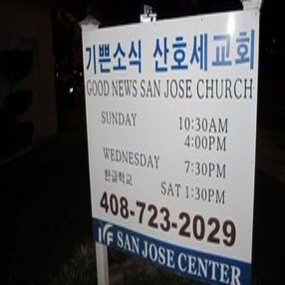 기쁜소식 산호세교회
GOOD NEWS SAN JOSE CHURCH
SUNDAY 10:30AM
4:00PM
WEDNESDAY 7:30PM
한글학교 SAT 1:30PM
408-723-2029
SAN JOSE CENTER